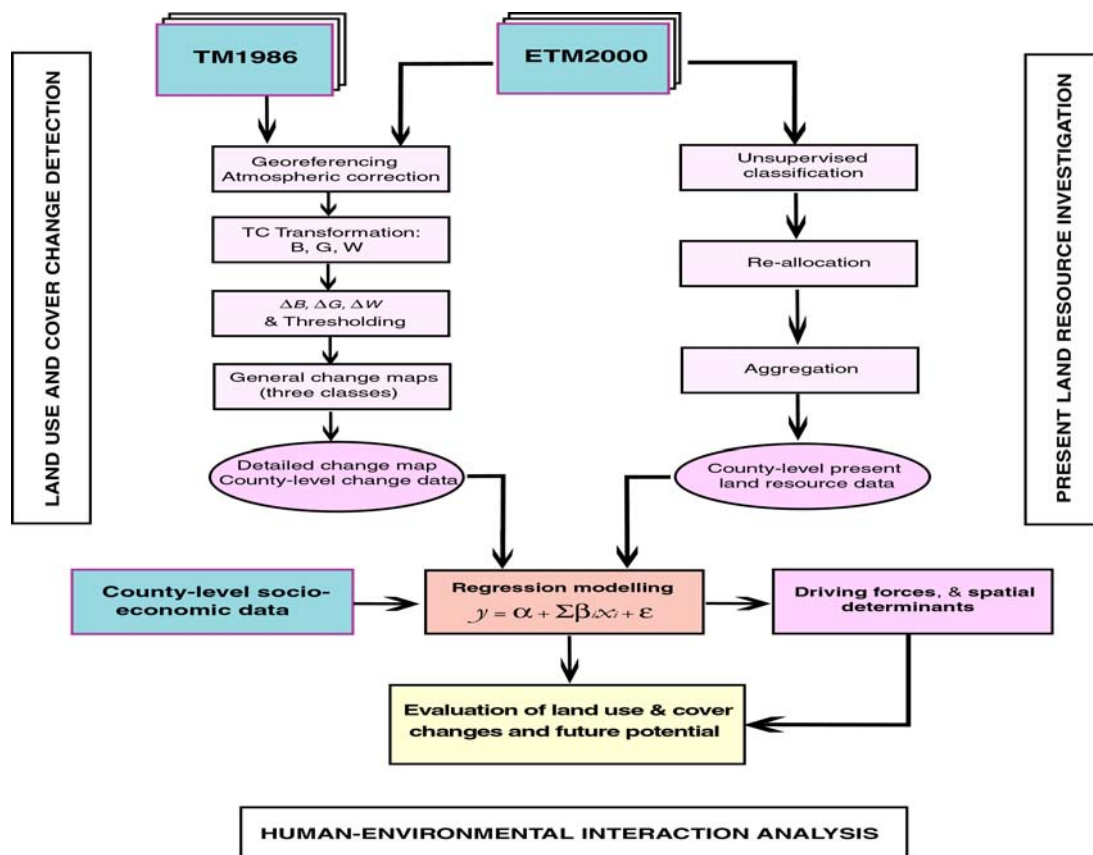 TM1986
ETM2000
LAND USE AND COVER CHANGE DETECTION
PRESENT LAND RESOURCE INVESTIGATION
Georeferencing
Atmospheric correction
TC Transformation:
B, G, W
ΔB, ΔG, ΔW
& Thresholding
General change maps
(three classes)
Detailed change map
County-level change data
Unsupervised
classification
Re-allocation
Aggregation
County-level present
land resource data
County-level socio-
economic data
Regression modelling
y = α + Σβᵢxᵢ + ε
Driving forces, & spatial
determinants
Evaluation of land use & cover
changes and future potential
HUMAN-ENVIRONMENTAL INTERACTION ANALYSIS